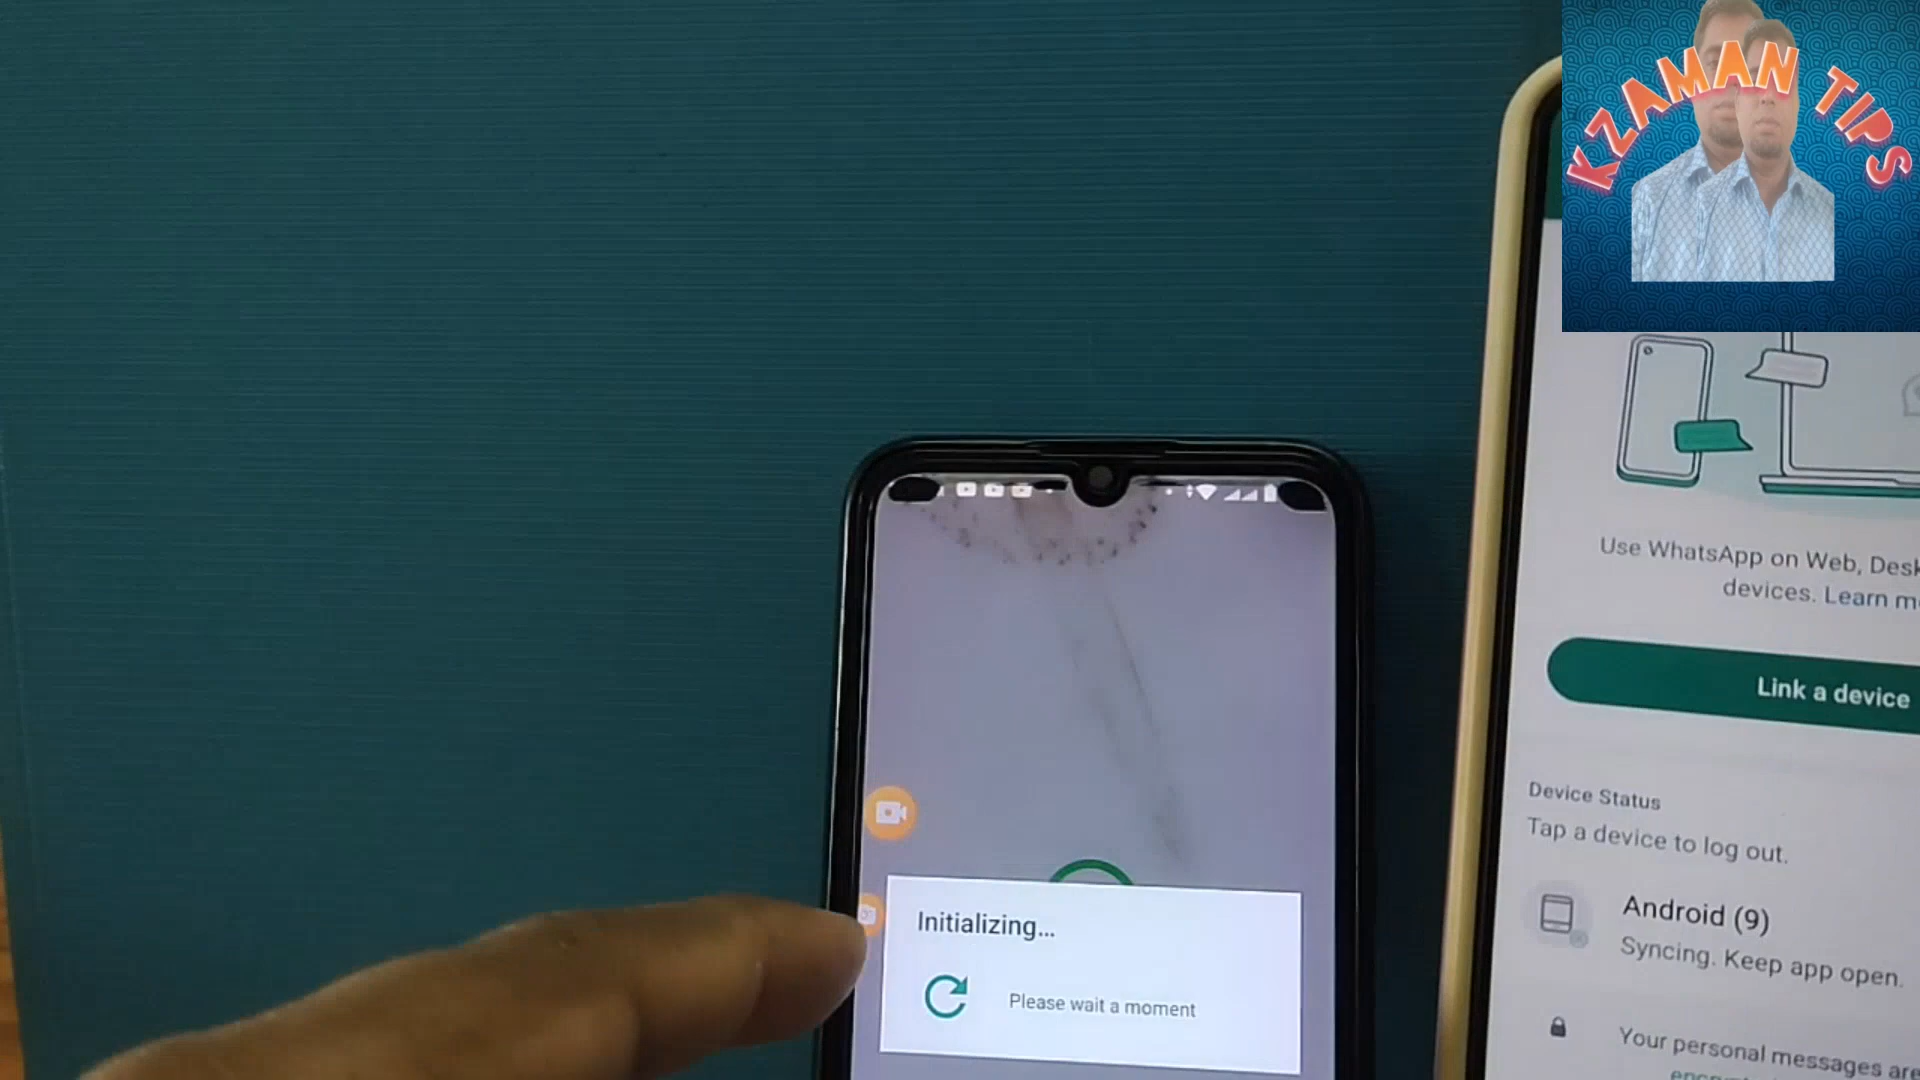 KZAMAN TIPS
Use WhatsApp on Web, Desk
devices. Learn m
Link a device
Device Status
Tap a device to log out.
Android (9)
Syncing. Keep app open.
Your personal messages are
Initializing...
Please wait a moment